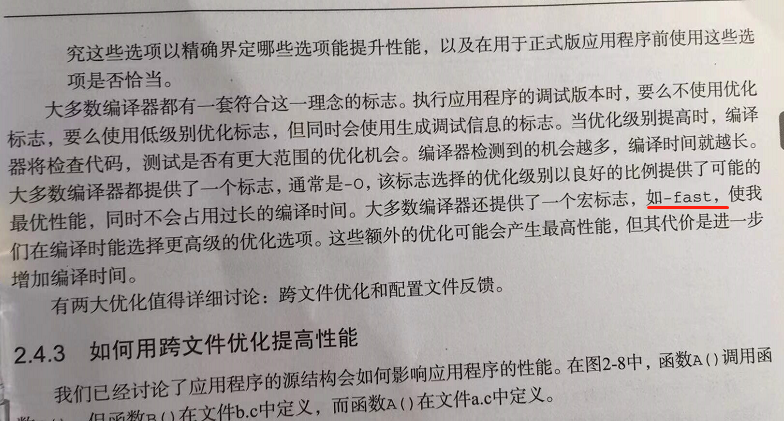 究这些选项以精确界定哪些选项能提升性能，以及在用于正式版应用程序前使用这些选
项是否恰当。
大多数编译器都有一套符合这一理念的标志。执行应用程序的调试版本时，要么不使用优化
标志，要么使用低级别优化标志，但同时会使用生成调试信息的标志。当优化级别提高时，编译
器将检查代码，测试是否有更大范围的优化机会。编译器检测到的机会越多，编译时间就越长。
大多数编译器都提供了一个标志，通常是-O，该标志选择的优化级别以良好的比例提供了可能的
最优性能，同时不会占用过长的编译时间。大多数编译器还提供了一个宏标志，如-fast，使我
们在编译时能选择更高级的优化选项。这些额外的优化可能会产生最高性能，但其代价是进一步
增加编译时间。
有两大优化值得详细讨论：跨文件优化和配置文件反馈。
2.4.3 如何用跨文件优化提高性能
我们已经讨论了应用程序的源结构会如何影响应用程序的性能。在图2-8中，函数A()调用函
但函数B()在文件b.c中定义，而函数A()在文件a.c中定义。